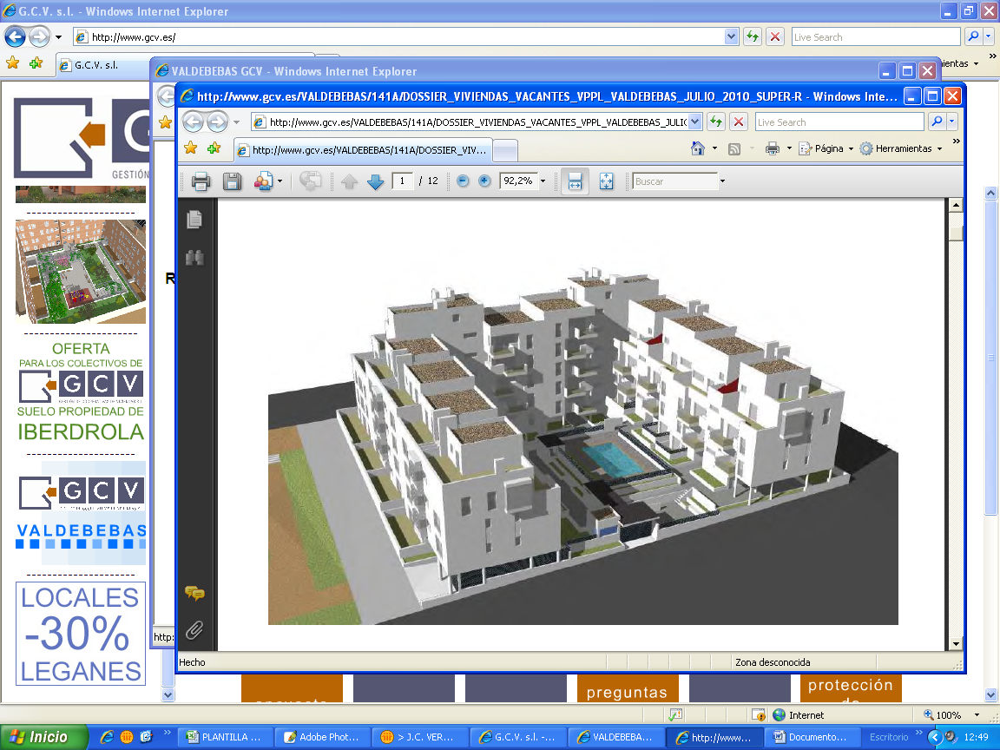 G.C.V. s.l. - Windows Internet Explorer
http://www.gcv.es/
Live Search
G.C.V. s.l.
VALDEBEBAS GCV - Windows Internet Explorer
http://www.gcv.es/VALDEBEBAS/141A/DOSSIER_VIVIENDAS_VACANTES_VPPL_VALDEBEBAS_JULIO_2010_SUPER-R - Windows Inte...
http://www.gcv.es/VALDEBEBAS/141A/DOSSIER_VIVIENDAS_VACANTES_VPPL_VALDEBEBAS_JULI
Live Search
http://www.gcv.es/VALDEBEBAS/141A/DOSSIER_VIV...
Página
Herramientas
1 / 12
92,2%
Buscar
GESTIÓN
R
OFERTA
PARA LOS COLECTIVOS DE
GCV
SUELO PROPIEDAD DE
IBERDROLA
GCV
VALDEBEBAS
LOCALES
-30%
LEGANES
http:
Hecho
Zona desconocida
preguntas
protección
Internet
100%
Inicio
PLANTILLA ...
Adobe Phot...
> J.C. VER...
G.C.V. s.l. -...
VALDEBEBA...
http://www...
Documento...
Escritorio
12:49